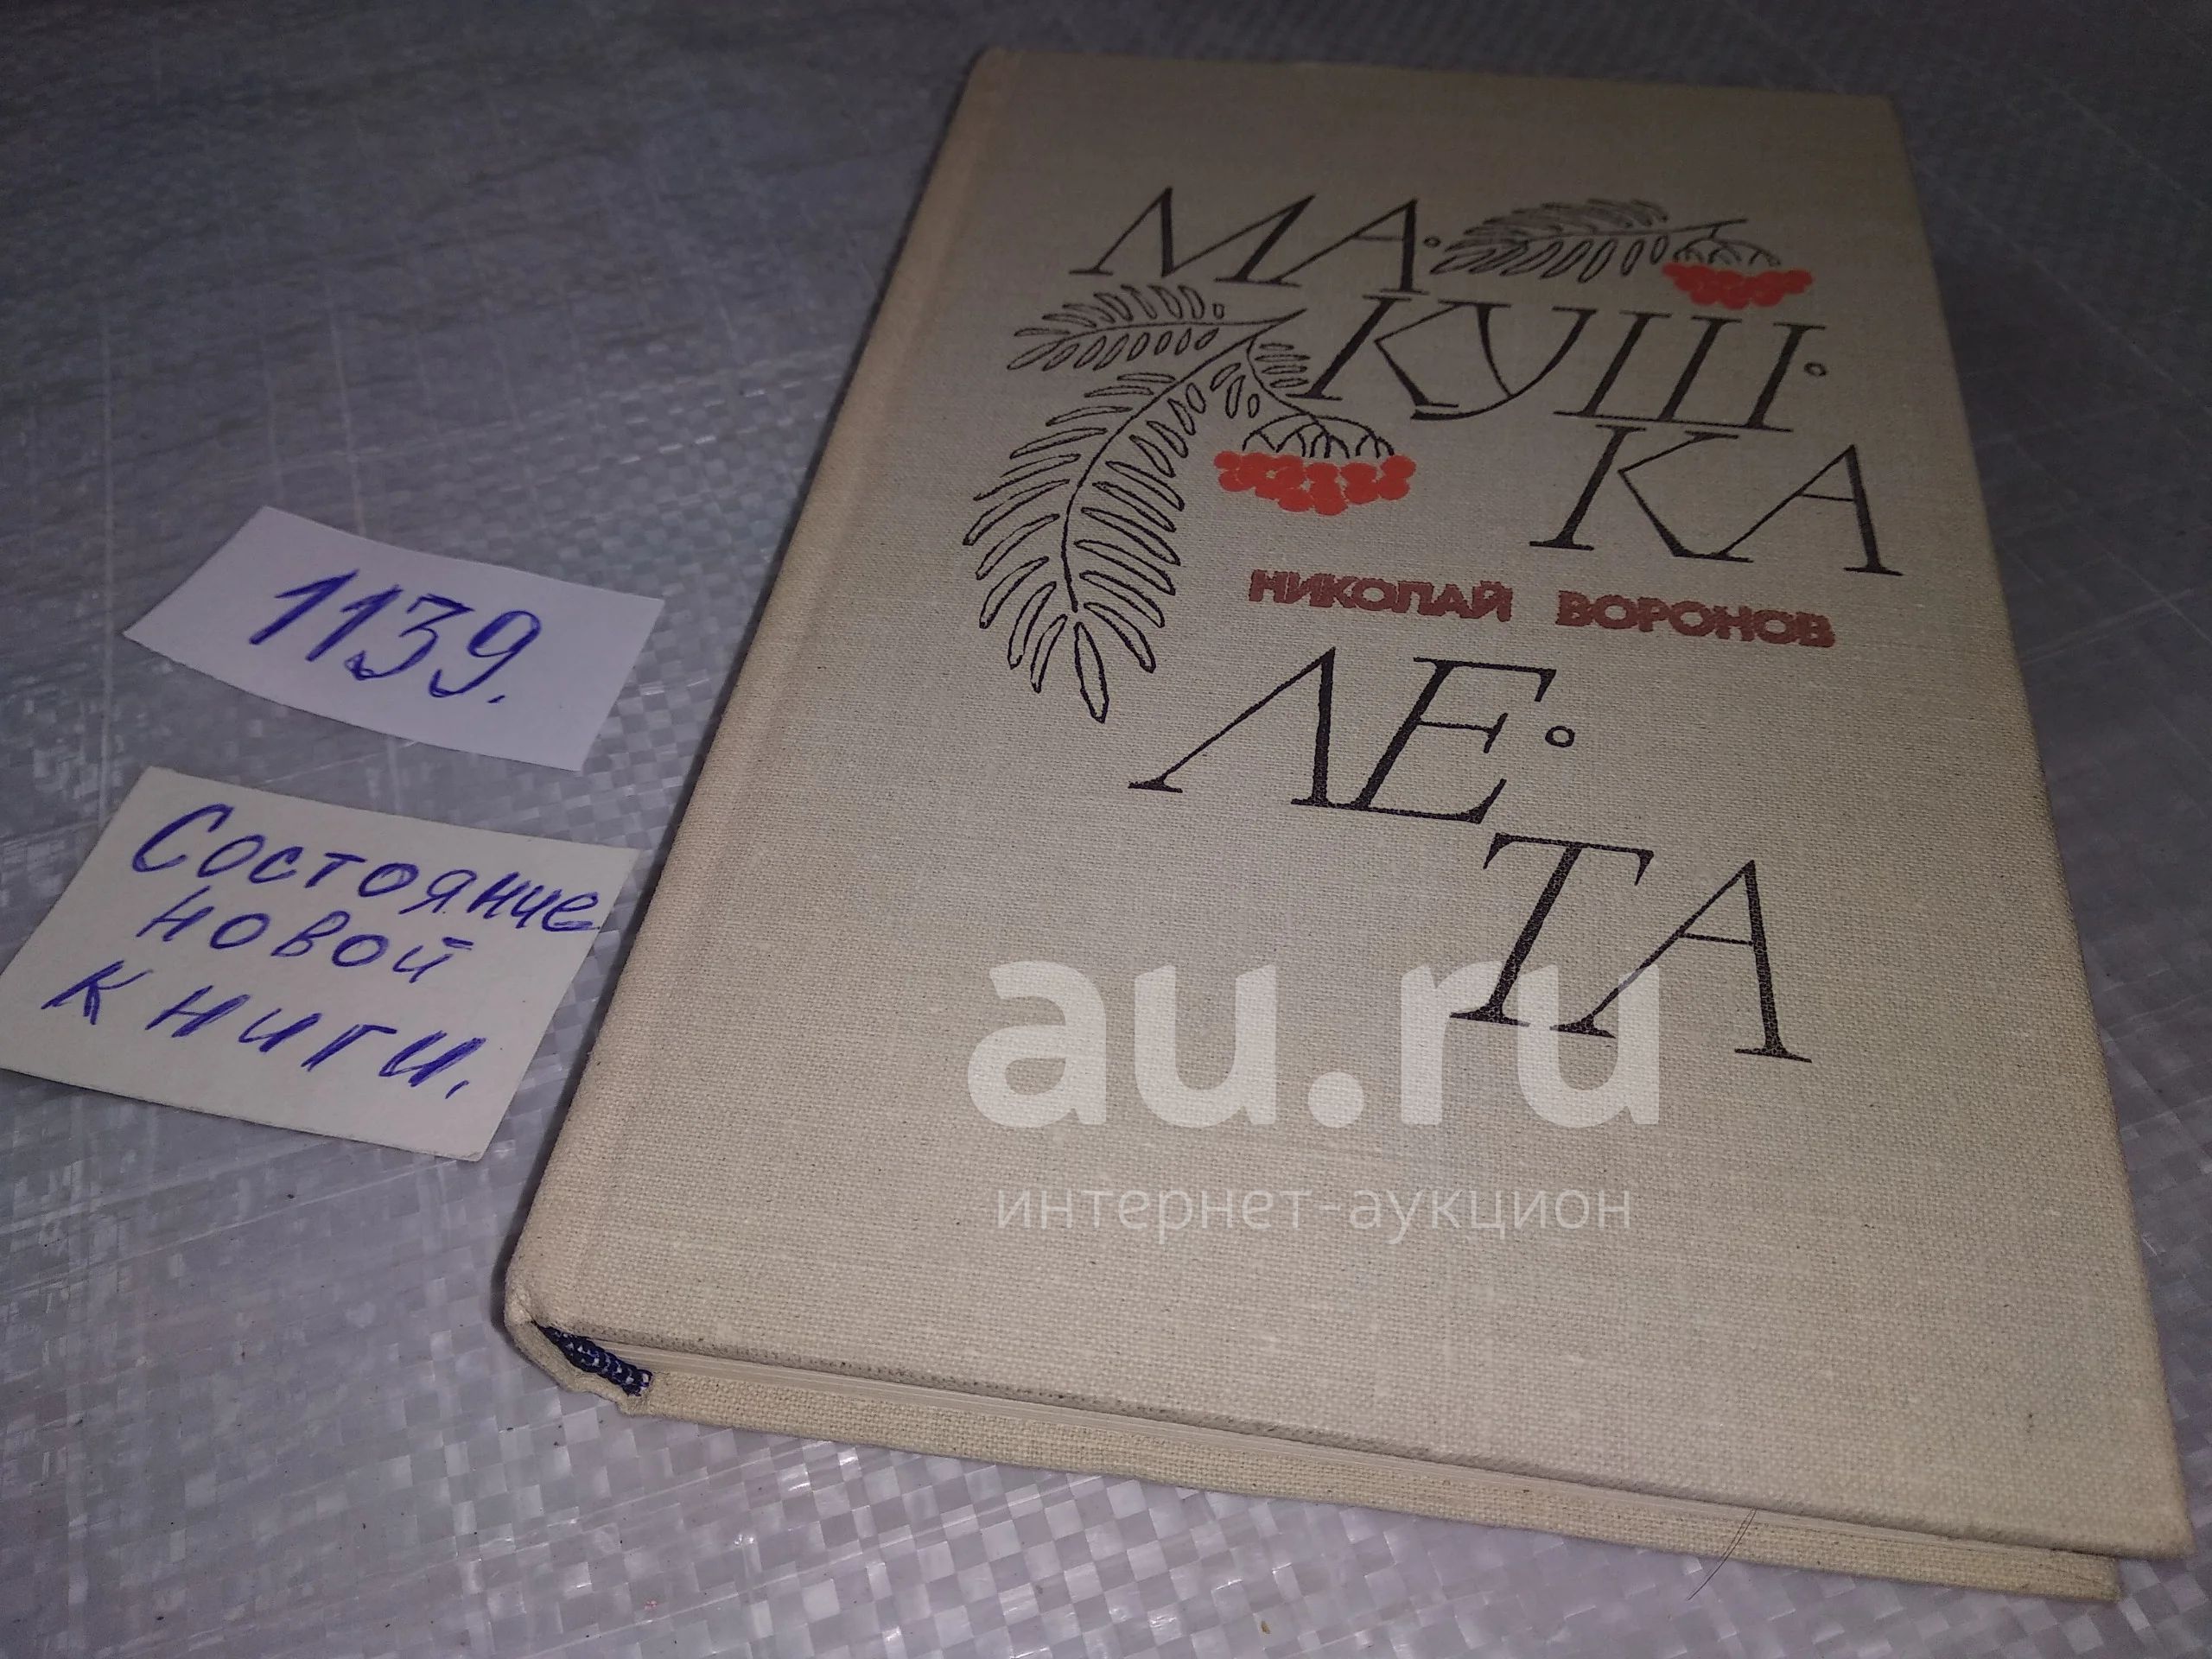 МА·
КУШ·
КА
НИКОЛАЙ ВОРОНОВ
ЛЕ·
ТА
1139.
Состояние
новой
книги.
au.ru
интернет-аукцион